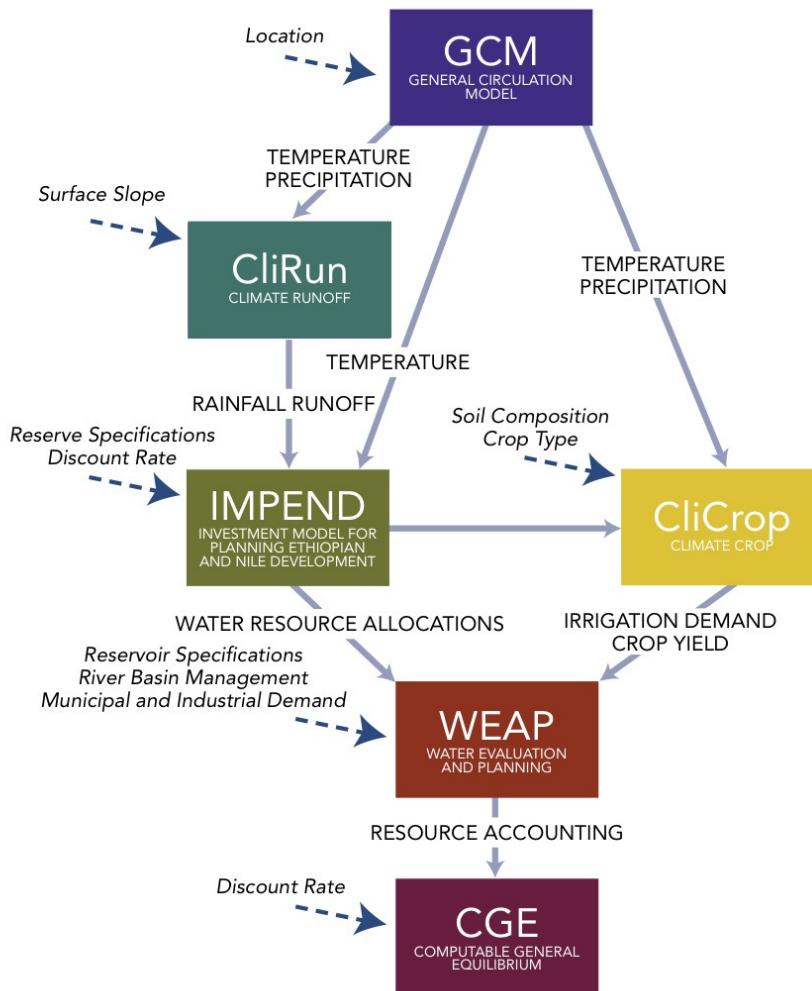 Location
GCM
GENERAL CIRCULATION
MODEL
TEMPERATURE
PRECIPITATION
Surface Slope
CliRun
CLIMATE RUNOFF
TEMPERATURE
PRECIPITATION
TEMPERATURE
RAINFALL RUNOFF
Soil Composition
Crop Type
Reserve Specifications
Discount Rate
IMPEND
INVESTMENT MODEL FOR
PLANNING ETHIOPIAN
AND NILE DEVELOPMENT
CliCrop
CLIMATE CROP
WATER RESOURCE ALLOCATIONS
IRRIGATION DEMAND
CROP YIELD
Reservoir Specifications
River Basin Management
Municipal and Industrial Demand
WEAP
WATER EVALUATION
AND PLANNING
RESOURCE ACCOUNTING
Discount Rate
CGE
COMPUTABLE GENERAL
EQUILIBRIUM